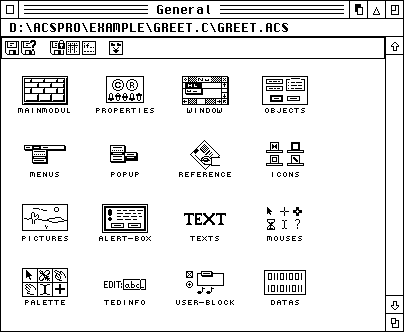 General
D:\ACSPRO\EXAMPLE\GREET.C\GREET.ACS
MAINMODUL PROPERTIES WINDOW OBJECTS
MENUS POPUP REFERENCE ICONS
TEXT
PICTURES ALERT-BOX TEXTS MOUSES
EDIT:abc
PALETTE TEDINFO USER-BLOCK DATAS